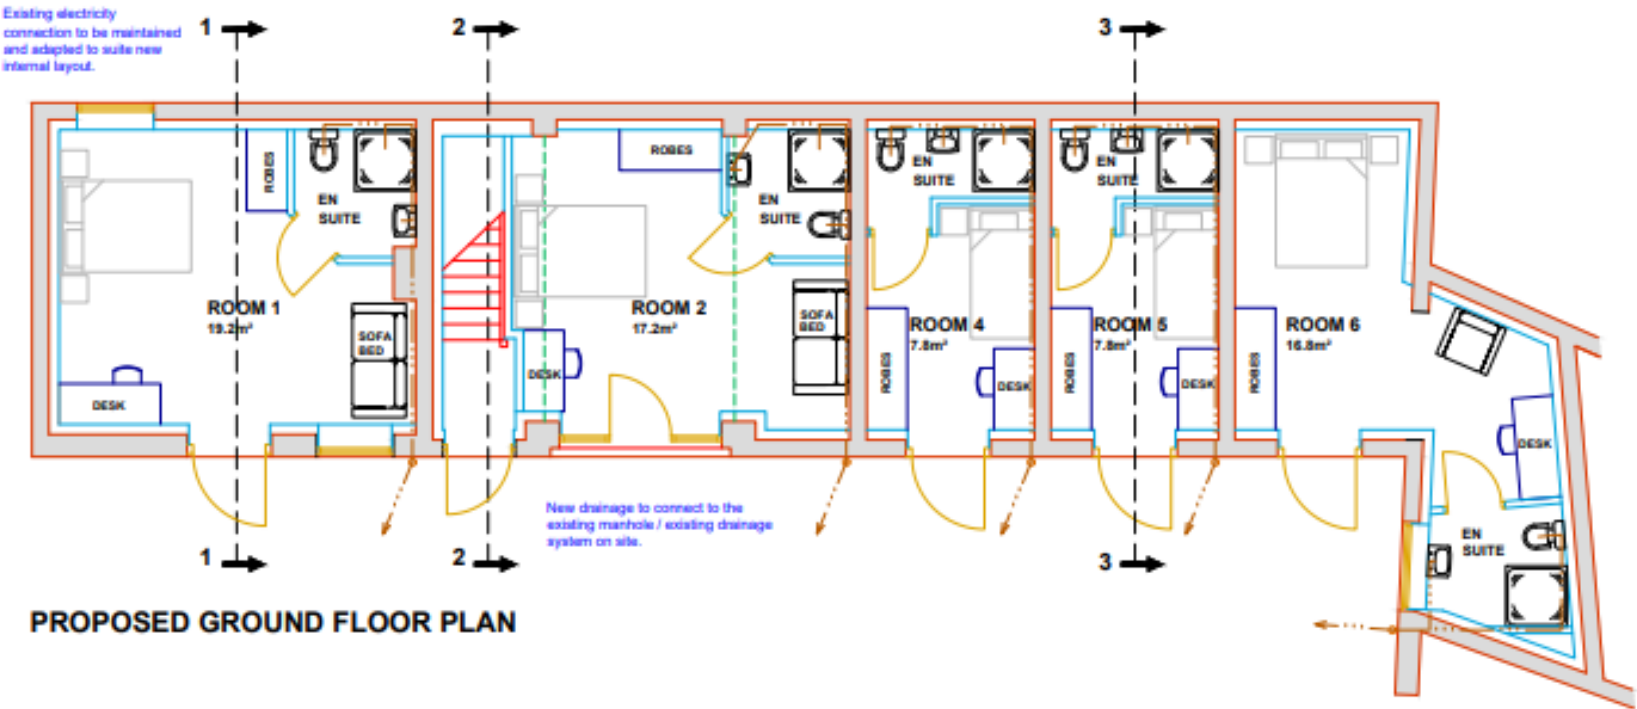 Existing electricity
connection to be maintained
and adapted to suite new
internal layout.
1
2
3
ROBES
EN
SUITE
ROOM 1
19.2m²
SOFA
BED
DESK
ROBES
EN
SUITE
ROOM 2
17.2m²
SOFA
BED
DESK
EN
SUITE
ROOM 4
7.8m²
ROBES
DESK
EN
SUITE
ROOM 5
7.8m²
ROBES
DESK
ROOM 6
16.8m²
ROBES
DESK
EN
SUITE
New drainage to connect to the
existing manhole / existing drainage
system on site.
1
2
3
PROPOSED GROUND FLOOR PLAN